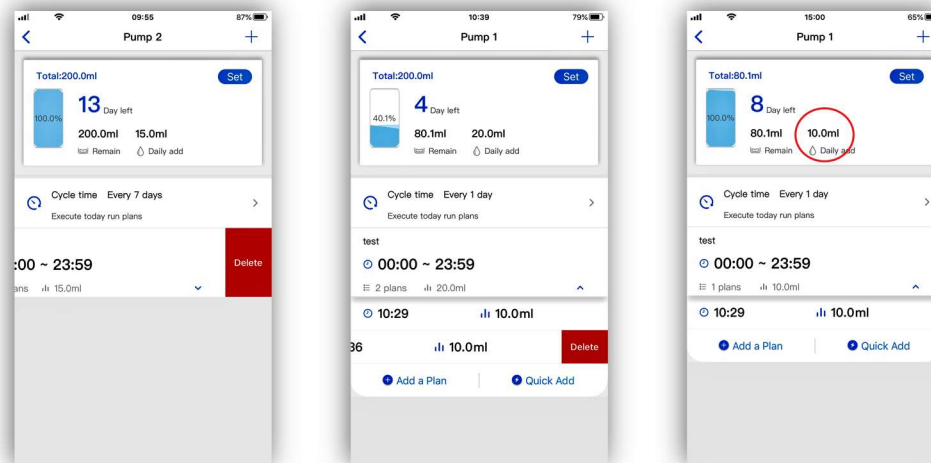 09:55
87%
Pump 2
Total:200.0ml
Set
100.0%
13 Day left
200.0ml 15.0ml
Remain Daily add
Cycle time Every 7 days
Execute today run plans
:00 ~ 23:59
Delete
ans 15.0ml
10:39
79%
Pump 1
Total:200.0ml
Set
40.1%
4 Day left
80.1ml 20.0ml
Remain Daily add
Cycle time Every 1 day
Execute today run plans
test
00:00 ~ 23:59
2 plans 20.0ml
10:29 10.0ml
36 10.0ml Delete
Add a Plan Quick Add
15:00
65%
Pump 1
Total:80.1ml
Set
100.0%
8 Day left
80.1ml 10.0ml
Remain Daily add
Cycle time Every 1 day
Execute today run plans
test
00:00 ~ 23:59
1 plans 10.0ml
10:29 10.0ml
Add a Plan Quick Add